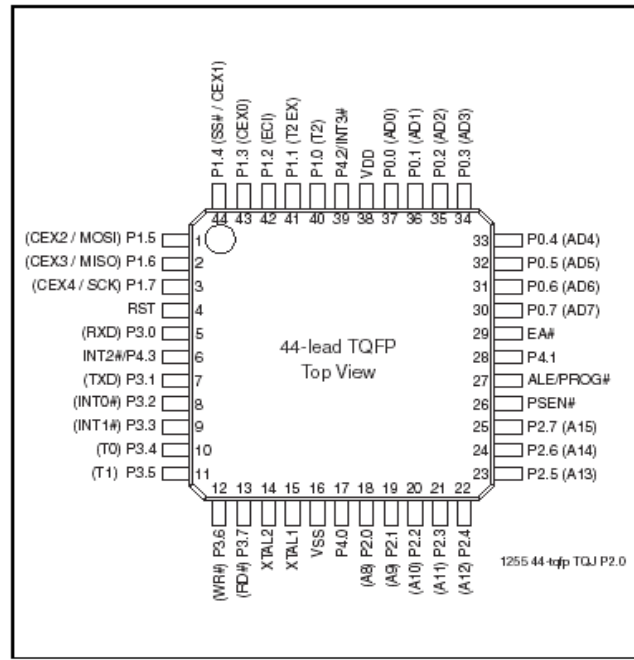 P1.4 (SS# / CEX1)
P1.3 (CEX0)
P1.2 (ECI)
P1.1 (T2 EX)
P1.0 (T2)
P4.2/INT3#
VDD
P0.0 (AD0)
P0.1 (AD1)
P0.2 (AD2)
P0.3 (AD3)
44 43 42 41 40 39 38 37 36 35 34
(CEX2 / MOSI) P1.5 1
(CEX3 / MISO) P1.6 2
(CEX4 / SCK) P1.7 3
RST 4
(RXD) P3.0 5
INT2#/P4.3 6
(TXD) P3.1 7
(INT0#) P3.2 8
(INT1#) P3.3 9
(T0) P3.4 10
(T1) P3.5 11
44-lead TQFP
Top View
33 P0.4 (AD4)
32 P0.5 (AD5)
31 P0.6 (AD6)
30 P0.7 (AD7)
29 EA#
28 P4.1
27 ALE/PROG#
26 PSEN#
25 P2.7 (A15)
24 P2.6 (A14)
23 P2.5 (A13)
12 13 14 15 16 17 18 19 20 21 22
(WR#) P3.6
(RD#) P3.7
XTAL2
XTAL1
VSS
P4.0
(A8) P2.0
(A9) P2.1
(A10) P2.2
(A11) P2.3
(A12) P2.4
1255 44-tqfp TQJ P2.0